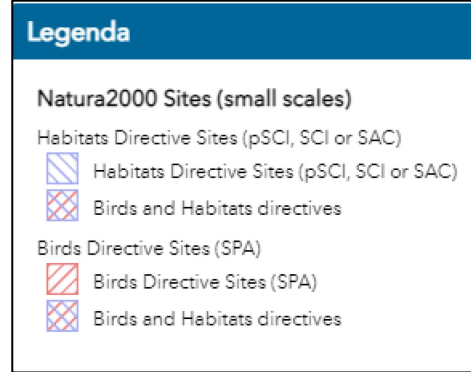 Legenda
Natura2000 Sites (small scales)
Habitats Directive Sites (pSCI, SCI or SAC)
Habitats Directive Sites (pSCI, SCI or SAC)
Birds and Habitats directives
Birds Directive Sites (SPA)
Birds Directive Sites (SPA)
Birds and Habitats directives